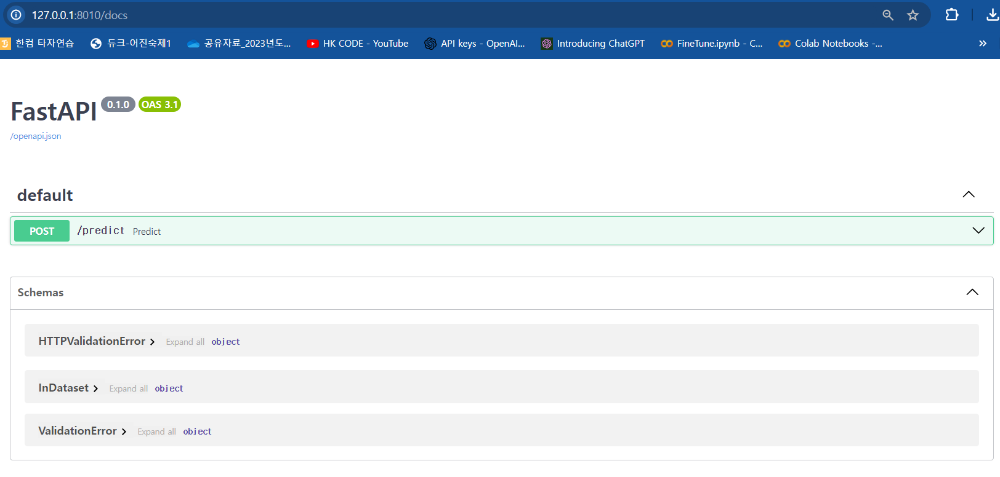 127.0.0.1:8010/docs
한컴 타자연습 듀크-어진숙제1 공유자료_2023년도... HK CODE - YouTube API keys - OpenAI... Introducing ChatGPT FineTune.ipynb - C... Colab Notebooks -...
FastAPI 0.1.0 OAS 3.1
/openapi.json
default
POST /predict Predict
Schemas
HTTPValidationError Expand all object
InDataset Expand all object
ValidationError Expand all object